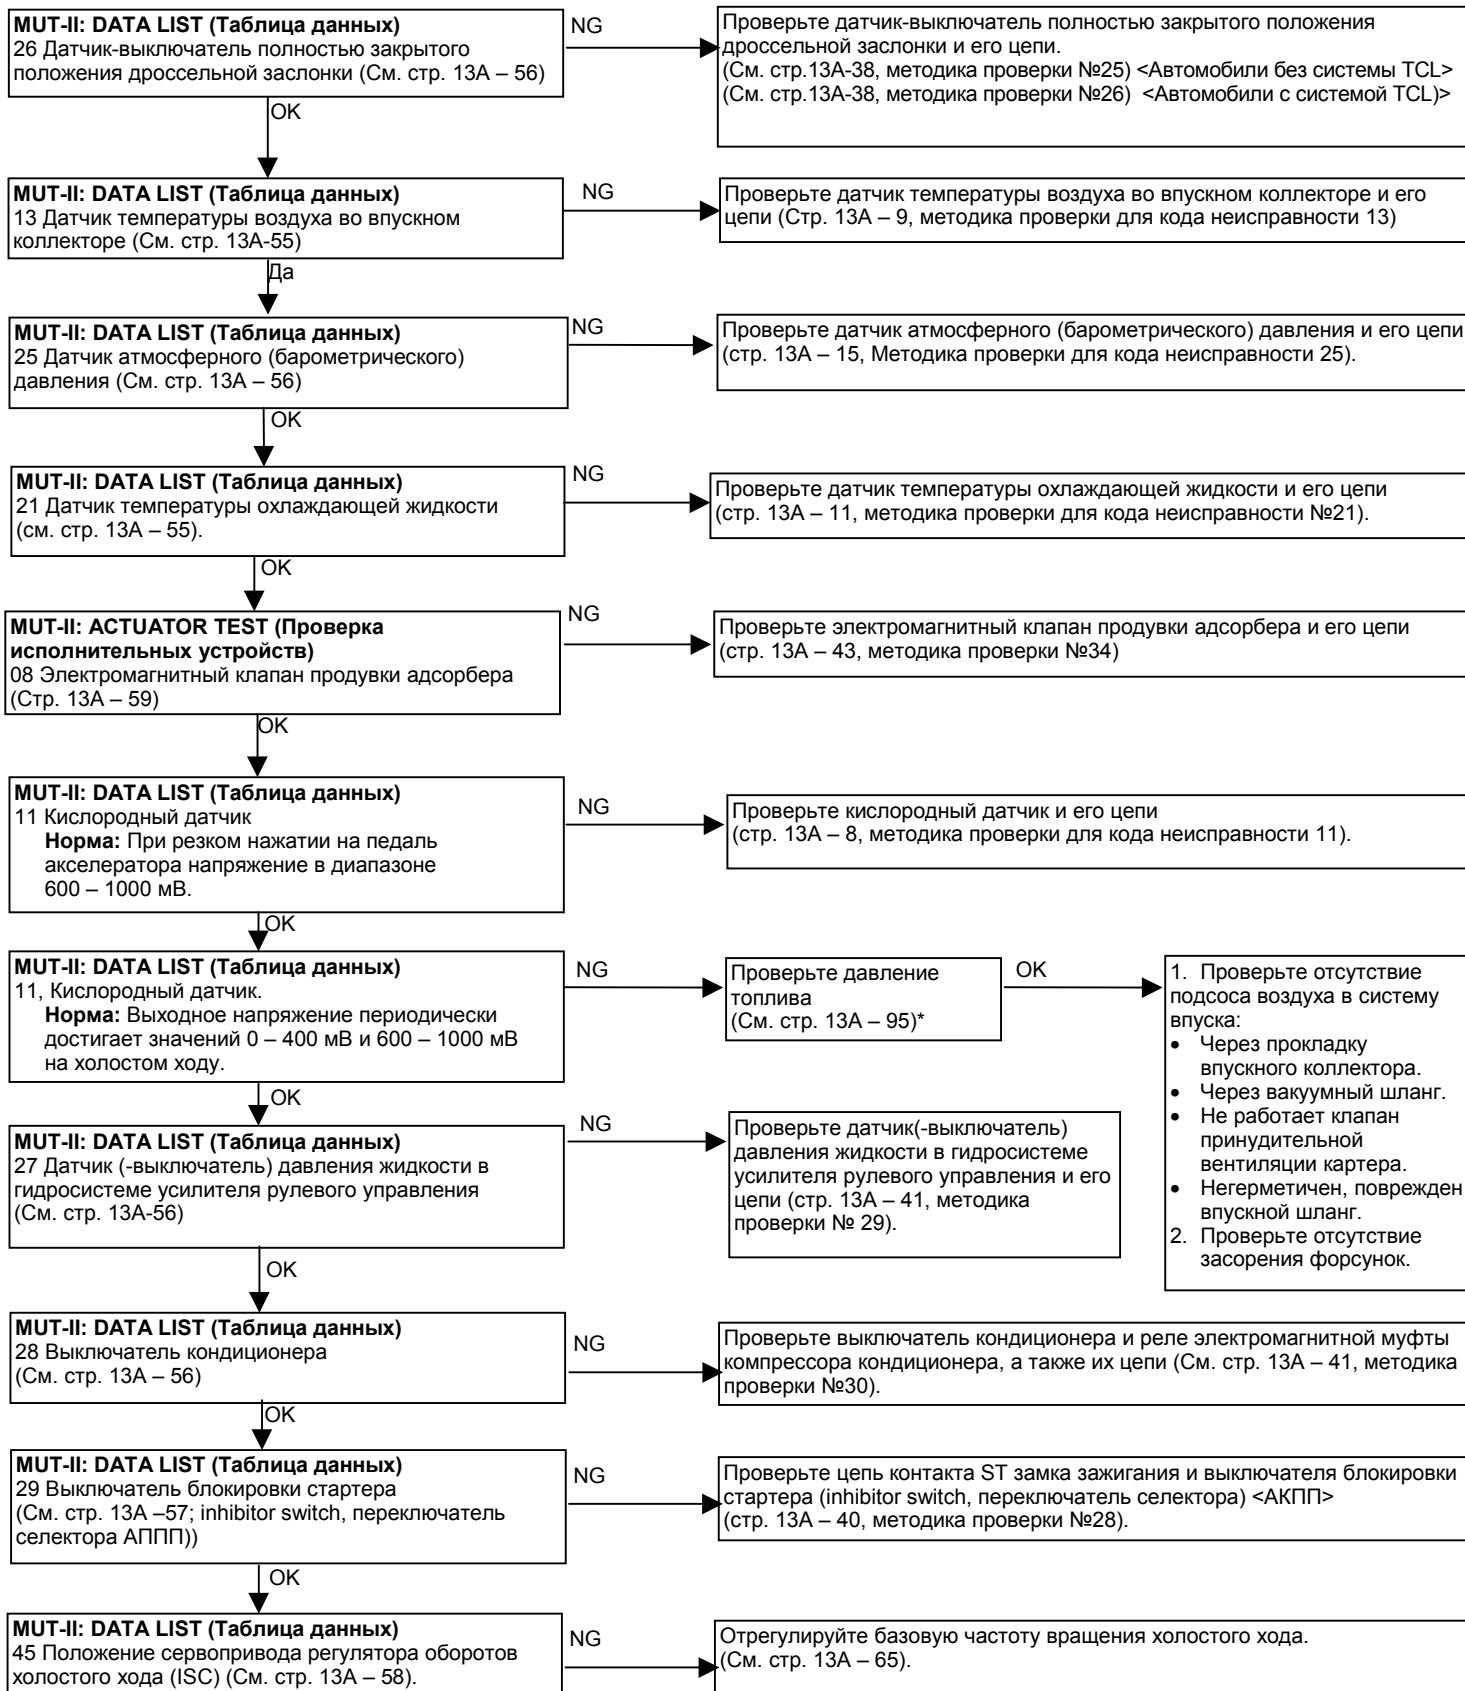 MUT-II: DATA LIST (Таблица данных)
26 Датчик-выключатель полностью закрытого
положения дроссельной заслонки (См. стр. 13А – 56)
NG
Проверьте датчик-выключатель полностью закрытого положения
дроссельной заслонки и его цепи.
(См. стр.13А-38, методика проверки №25) <Автомобили без системы TCL>
(См. стр.13А-38, методика проверки №26) <Автомобили с системой TCL)>
OK
MUT-II: DATA LIST (Таблица данных)
13 Датчик температуры воздуха во впускном
коллекторе (См. стр. 13А-55)
NG
Проверьте датчик температуры воздуха во впускном коллекторе и его
цепи (Стр. 13А – 9, методика проверки для кода неисправности 13)
Да
MUT-II: DATA LIST (Таблица данных)
25 Датчик атмосферного (барометрического)
давления (См. стр. 13А – 56)
NG
Проверьте датчик атмосферного (барометрического) давления и его цепи
(стр. 13А – 15, Методика проверки для кода неисправности 25).
OK
MUT-II: DATA LIST (Таблица данных)
21 Датчик температуры охлаждающей жидкости
(см. стр. 13А – 55).
NG
Проверьте датчик температуры охлаждающей жидкости и его цепи
(стр. 13А – 11, методика проверки для кода неисправности №21).
OK
MUT-II: ACTUATOR TEST (Проверка
исполнительных устройств)
08 Электромагнитный клапан продувки адсорбера
(Стр. 13А – 59)
NG
Проверьте электромагнитный клапан продувки адсорбера и его цепи
(стр. 13А – 43, методика проверки №34)
OK
MUT-II: DATA LIST (Таблица данных)
11 Кислородный датчик
Норма: При резком нажатии на педаль
акселератора напряжение в диапазоне
600 – 1000 мВ.
NG
Проверьте кислородный датчик и его цепи
(стр. 13А – 8, методика проверки для кода неисправности 11).
OK
MUT-II: DATA LIST (Таблица данных)
11, Кислородный датчик.
Норма: Выходное напряжение периодически
достигает значений 0 – 400 мВ и 600 – 1000 мВ
на холостом ходу.
NG
Проверьте давление
топлива
(См. стр. 13А – 95)*
OK
1. Проверьте отсутствие
подсоса воздуха в систему
впуска:
• Через прокладку
впускного коллектора.
• Через вакуумный шланг.
• Не работает клапан
принудительной
вентиляции картера.
• Негерметичен, поврежден
впускной шланг.
2. Проверьте отсутствие
засорения форсунок.
OK
MUT-II: DATA LIST (Таблица данных)
27 Датчик (-выключатель) давления жидкости в
гидросистеме усилителя рулевого управления
(См. стр. 13А-56)
NG
Проверьте датчик(-выключатель)
давления жидкости в гидросистеме
усилителя рулевого управления и его
цепи (стр. 13А – 41, методика
проверки № 29).
OK
MUT-II: DATA LIST (Таблица данных)
28 Выключатель кондиционера
(См. стр. 13А – 56)
NG
Проверьте выключатель кондиционера и реле электромагнитной муфты
компрессора кондиционера, а также их цепи (См. стр. 13А – 41, методика
проверки №30).
OK
MUT-II: DATA LIST (Таблица данных)
29 Выключатель блокировки стартера
(См. стр. 13А –57; inhibitor switch, переключатель
селектора АППП))
NG
Проверьте цепь контакта ST замка зажигания и выключателя блокировки
стартера (inhibitor switch, переключатель селектора) <АКПП>
(стр. 13А – 40, методика проверки №28).
OK
MUT-II: DATA LIST (Таблица данных)
45 Положение сервопривода регулятора оборотов
холостого хода (ISC) (См. стр. 13А – 58).
NG
Отрегулируйте базовую частоту вращения холостого хода.
(См. стр. 13А – 65).